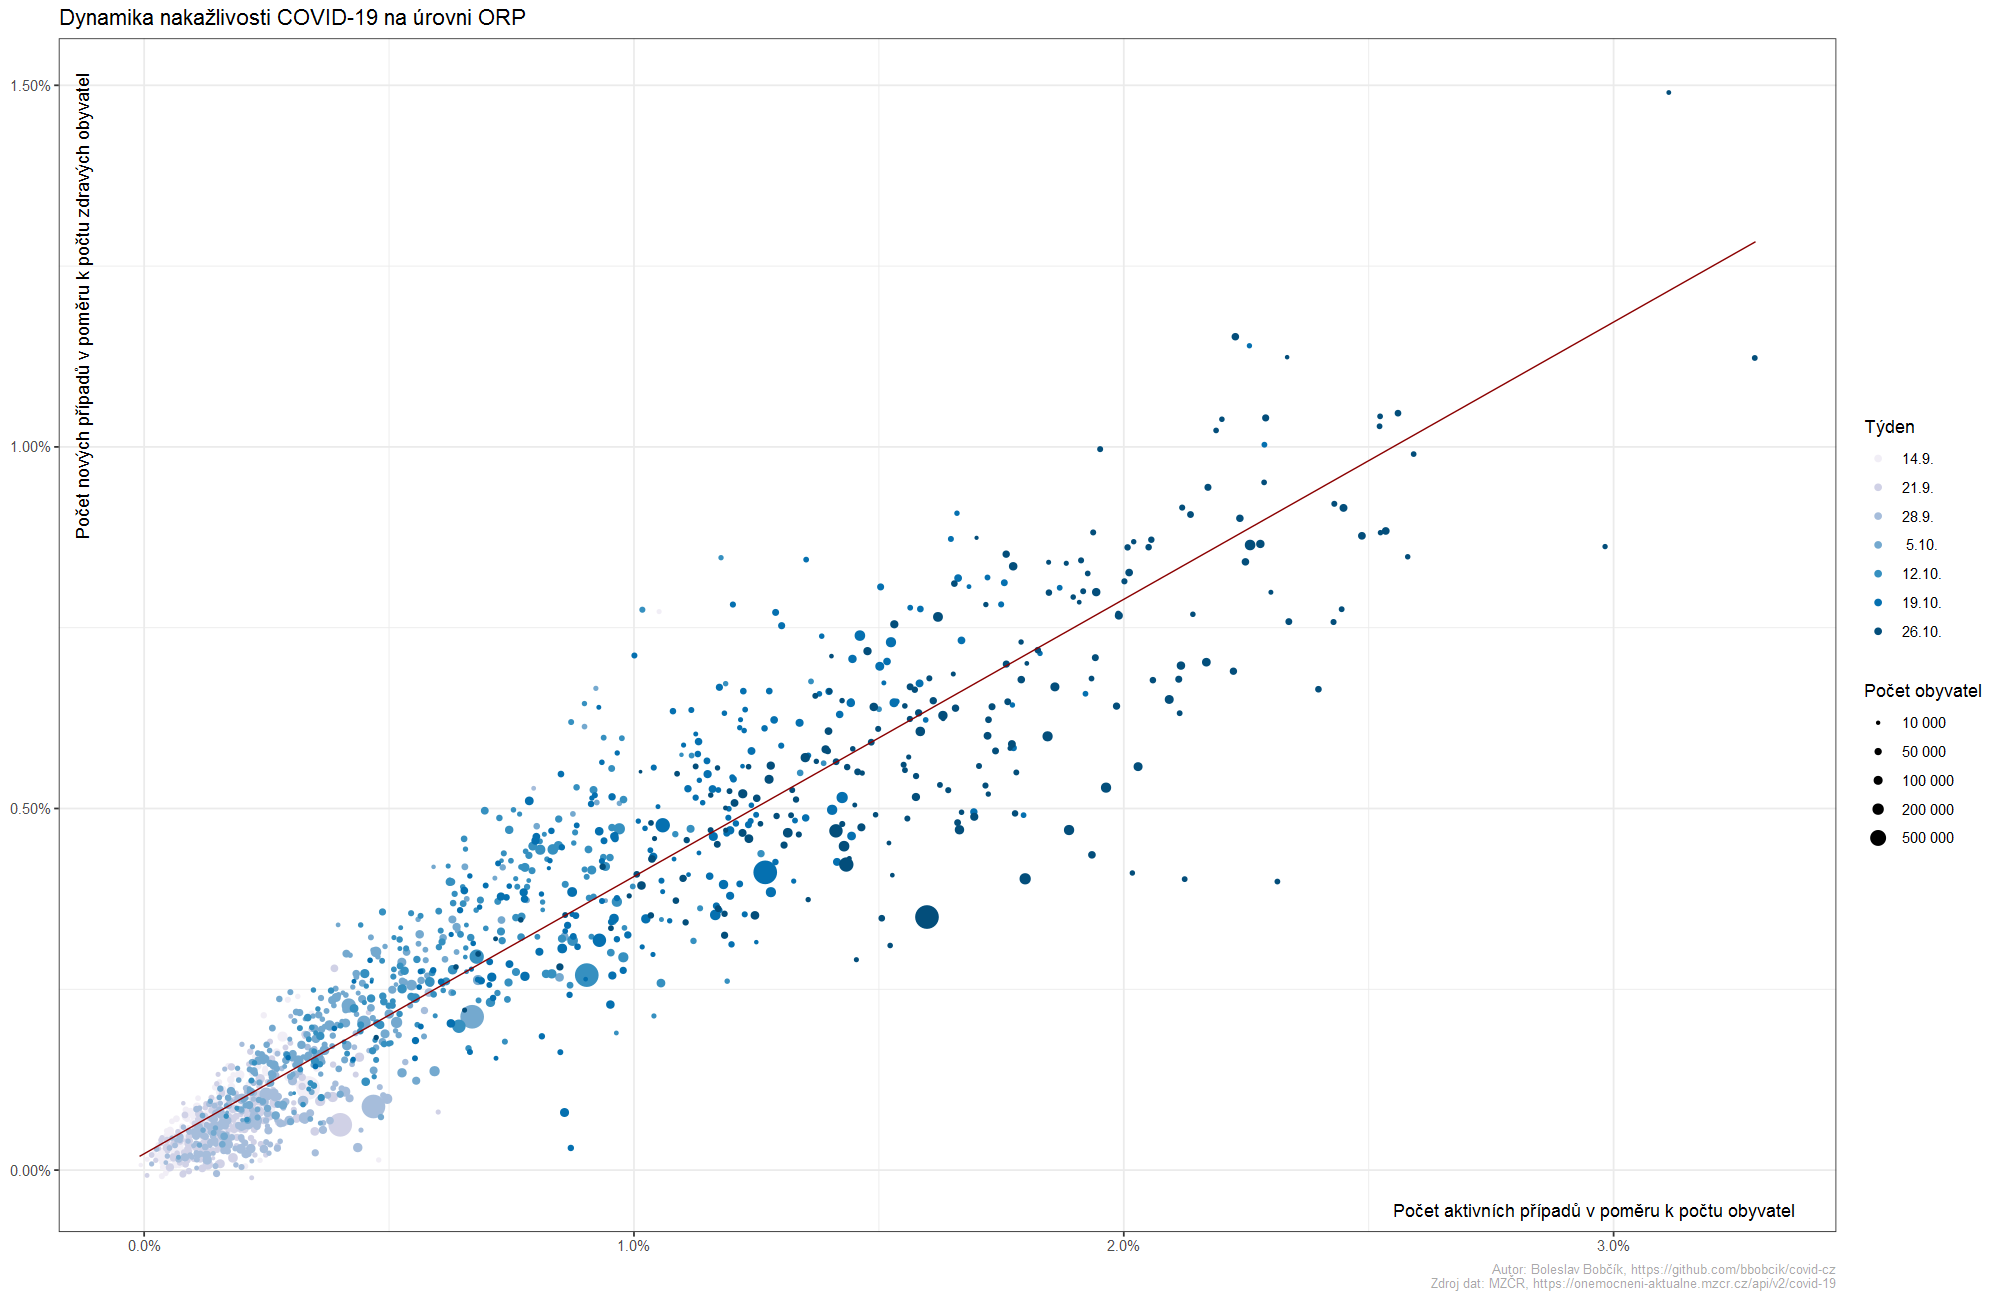 Dynamika nakažlivosti COVID-19 na úrovni ORP
Počet nových případů v poměru k počtu zdravých obyvatel
1.50%
1.00%
0.50%
0.00%
0.0%
1.0%
2.0%
3.0%
Počet aktivních případů v poměru k počtu obyvatel
Týden
14.9.
21.9.
28.9.
5.10.
12.10.
19.10.
26.10.
Počet obyvatel
10 000
50 000
100 000
200 000
500 000
Autor: Boleslav Bobčík, https://github.com/bbobcik/covid-cz
Zdroj dat: MZČR, https://onemocneni-aktualne.mzcr.cz/api/v2/covid-19